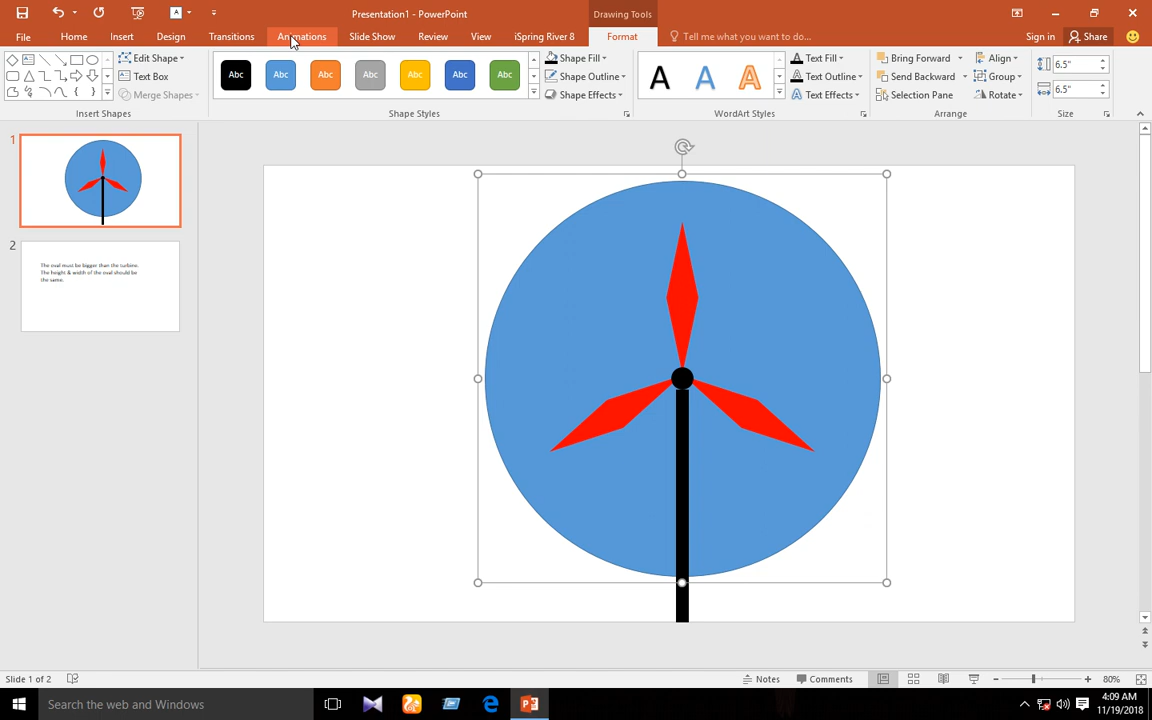 Presentation1 - PowerPoint
Drawing Tools
File Home Insert Design Transitions Animations Slide Show Review View iSpring River 8 Format Tell me what you want to do... Sign in Share
Edit Shape
Text Box
Merge Shapes
Insert Shapes
Abc Abc Abc Abc Abc Abc Abc
Shape Fill
Shape Outline
Shape Effects
Shape Styles
A A A
Text Fill
Text Outline
Text Effects
WordArt Styles
Bring Forward
Send Backward
Selection Pane
Align
Group
Rotate
Arrange
6.5"
6.5"
Size
1
2
The oval must be bigger than the turbine.
The height & width of the oval should be
the same.
Slide 1 of 2
Notes
Comments
80%
Search the web and Windows
4:09 AM
11/19/2018